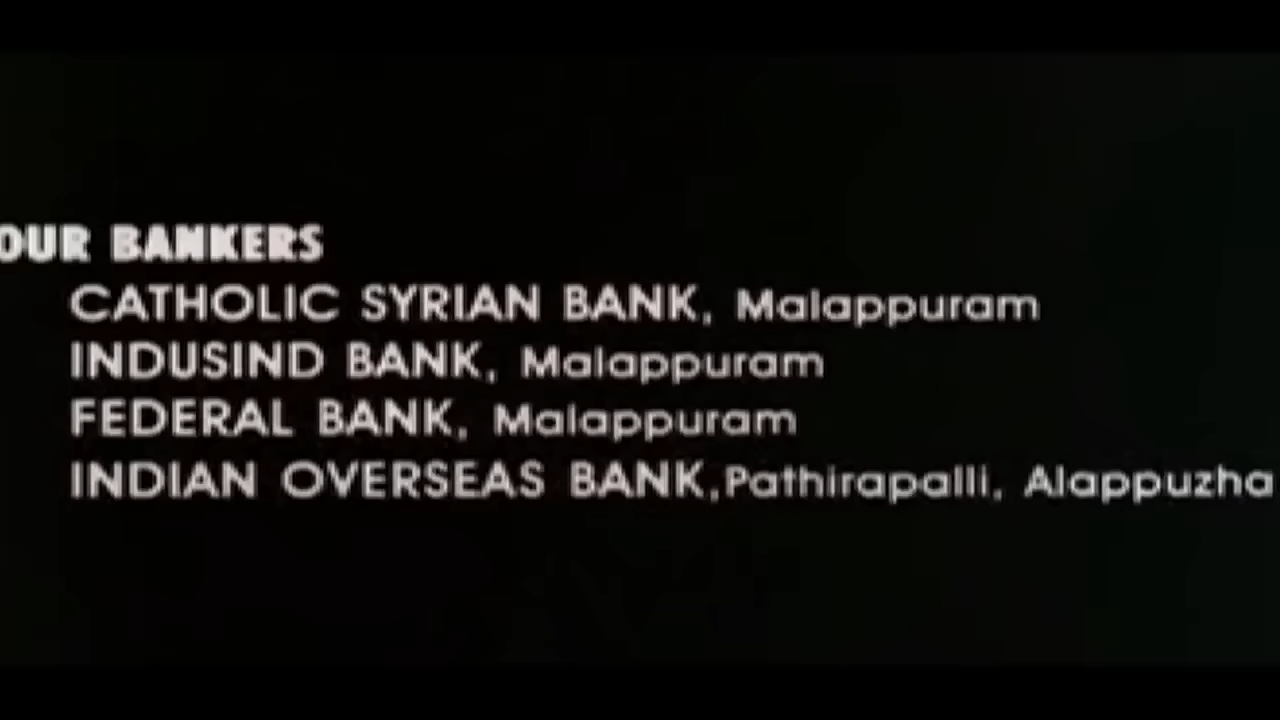 OUR BANKERS
CATHOLIC SYRIAN BANK, Malappuram
INDUSIND BANK, Malappuram
FEDERAL BANK, Malappuram
INDIAN OVERSEAS BANK,Pathirapalli, Alappuzha